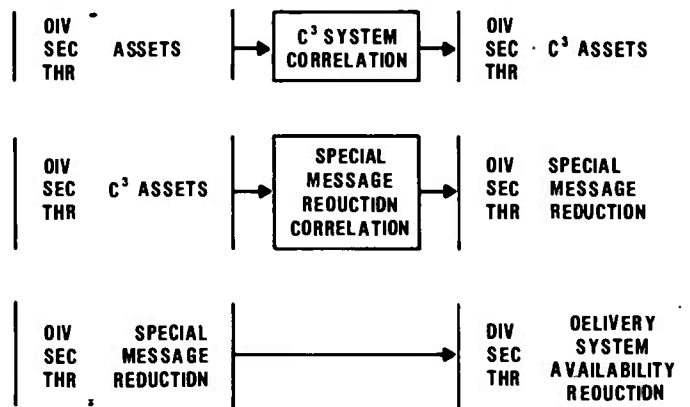 OIV
SEC ASSETS
THR
C³ SYSTEM
CORRELATION
OIV
SEC C³ ASSETS
THR
OIV
SEC C³ ASSETS
THR
SPECIAL
MESSAGE
REOUCTION
CORRELATION
OIV SPECIAL
SEC MESSAGE
THR REDUCTION
OIV SPECIAL
SEC MESSAGE
THR REOUCTION
DIV
SEC
THR
OELIVERY
SYSTEM
AVAILABILITY
REOUCTION